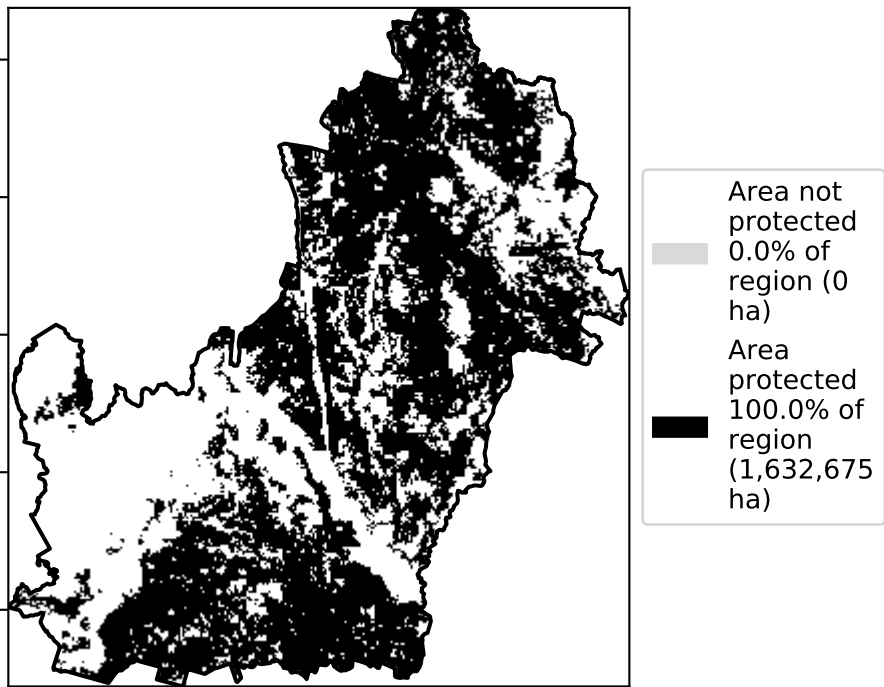 Area not
protected
0.0% of
region (0
ha)
Area
protected
100.0% of
region
(1,632,675
ha)